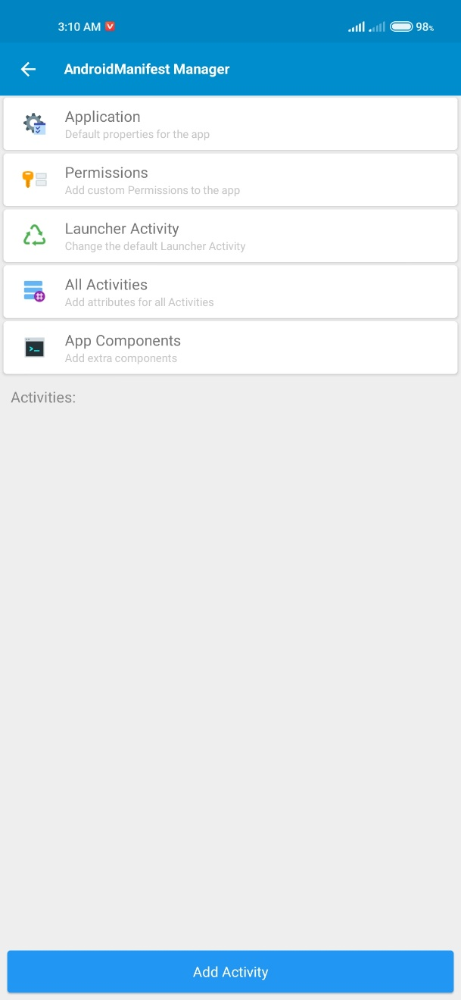 3:10 AM
98%
AndroidManifest Manager
Application
Default properties for the app
Permissions
Add custom Permissions to the app
Launcher Activity
Change the default Launcher Activity
All Activities
Add attributes for all Activities
App Components
Add extra components
Activities:
Add Activity